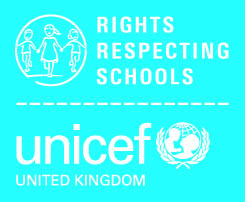 RIGHTS
RESPECTING
SCHOOLS
unicef
UNITED KINGDOM